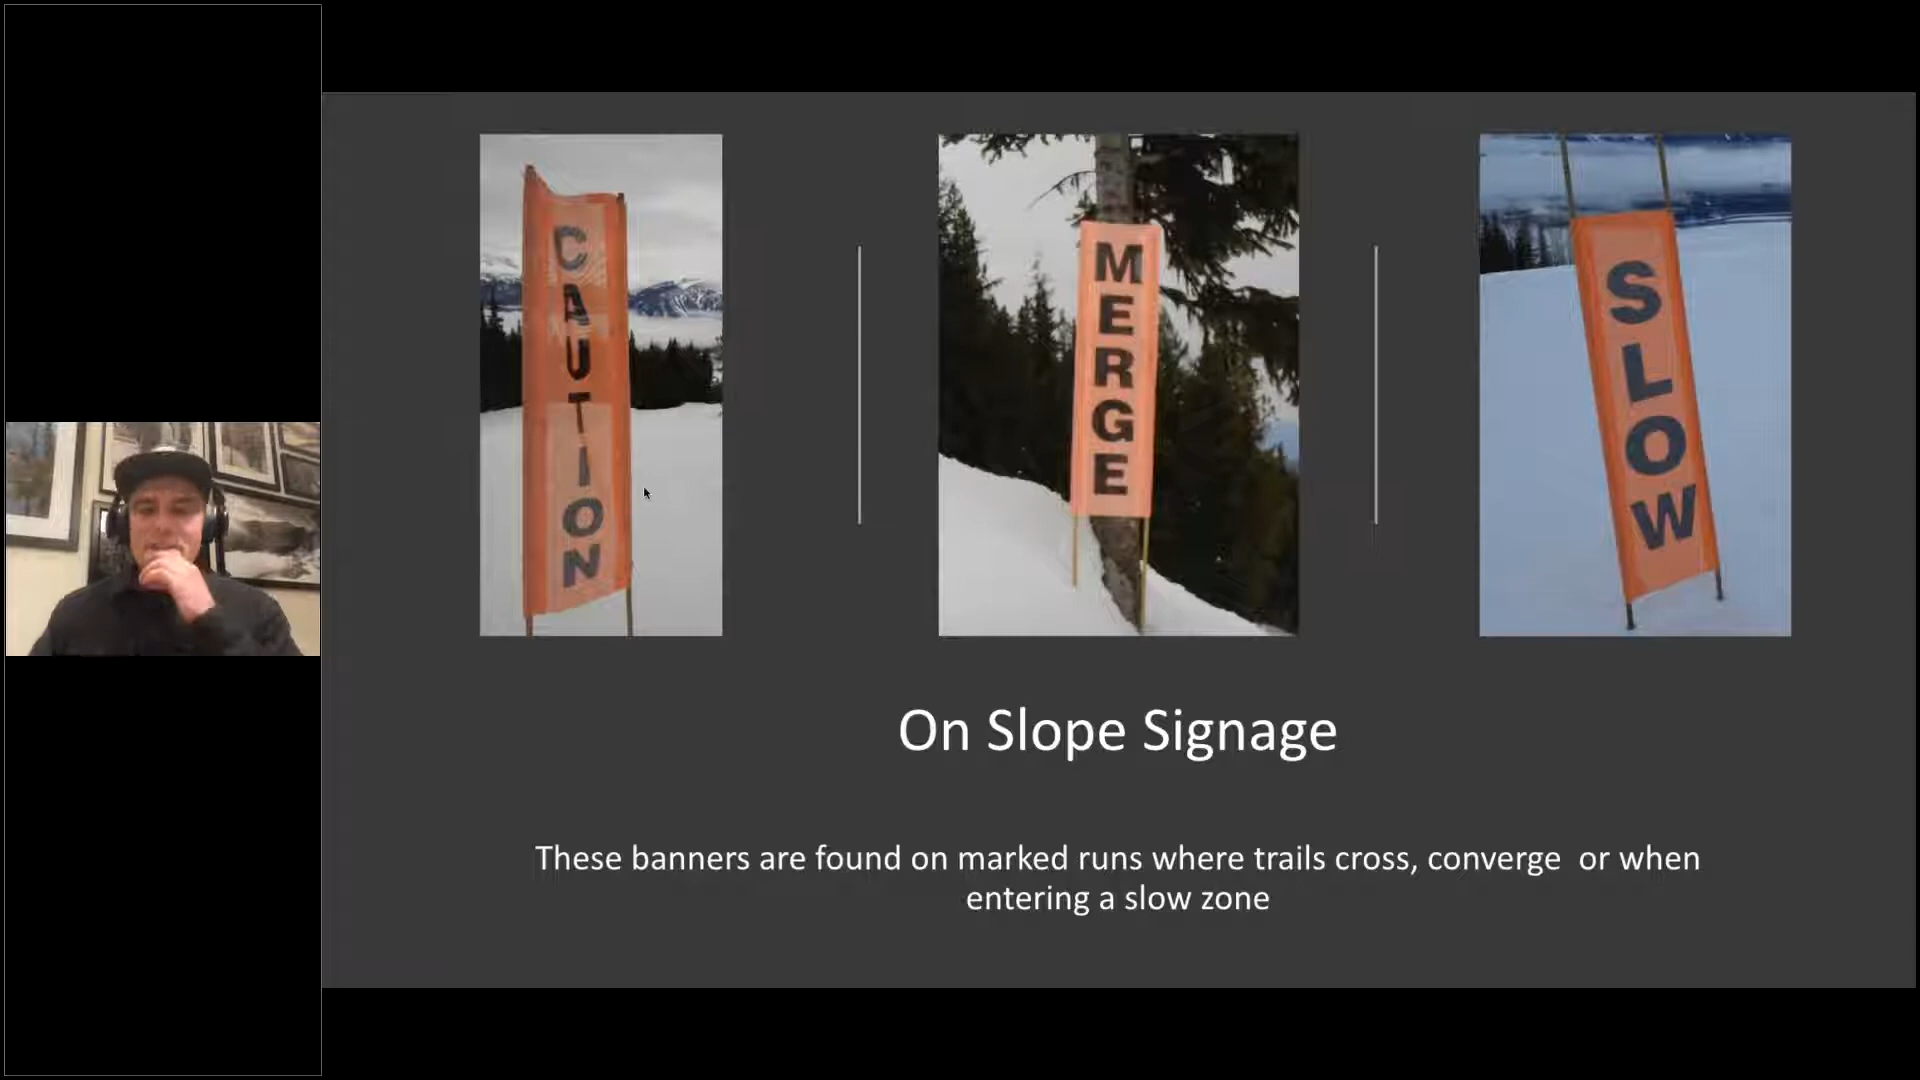 CAUTION
MERGE
SLOW
On Slope Signage
These banners are found on marked runs where trails cross, converge or when
entering a slow zone